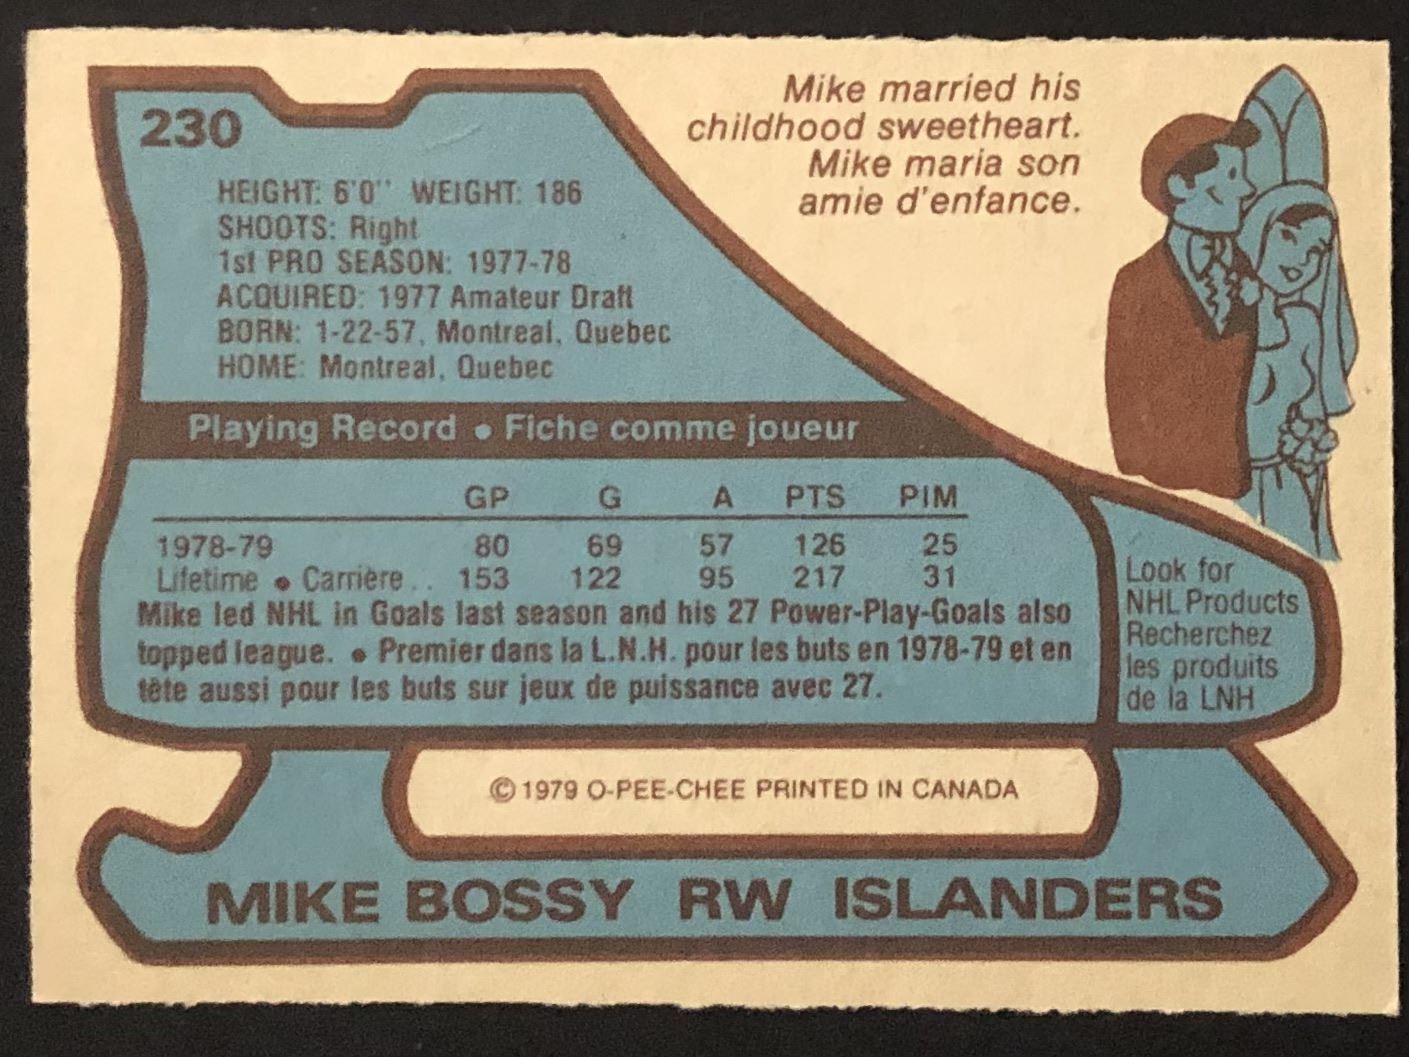 230
Mike married his
childhood sweetheart.
Mike maria son
amie d'enfance.
HEIGHT: 6'0" WEIGHT: 186
SHOOTS: Right
1st PRO SEASON: 1977-78
ACQUIRED: 1977 Amateur Draft
BORN: 1-22-57, Montreal, Quebec
HOME: Montreal, Quebec
Playing Record • Fiche comme joueur
GP G A PTS PIM
1978-79 80 69 57 126 25
Lifetime • Carrière .. 153 122 95 217 31
Mike led NHL in Goals last season and his 27 Power-Play-Goals also
topped league. • Premier dans la L.N.H. pour les buts en 1978-79 et en
tête aussi pour les buts sur jeux de puissance avec 27.
Look for
NHL Products
Recherchez
les produits
de la LNH
© 1979 O-PEE-CHEE PRINTED IN CANADA
MIKE BOSSY RW ISLANDERS